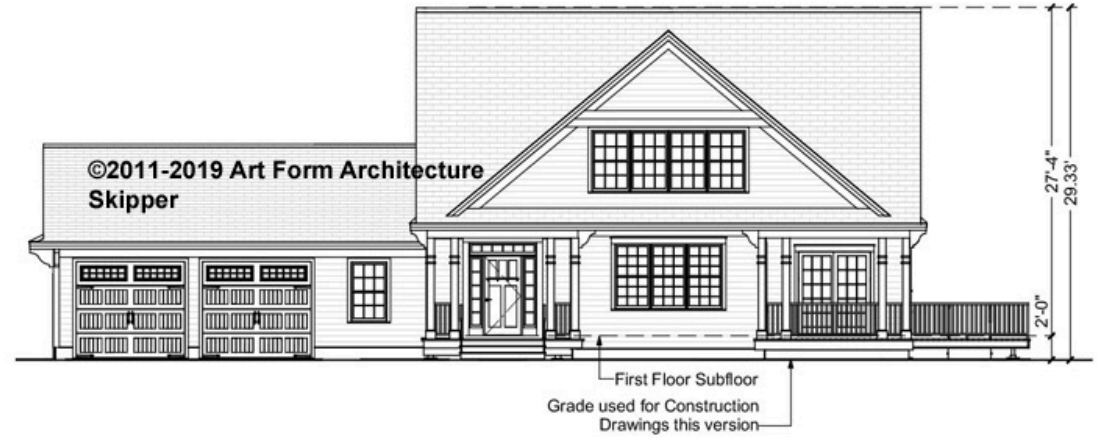 ©2011-2019 Art Form Architecture
Skipper
27'-4"
29.33'
2'-0"
First Floor Subfloor
Grade used for Construction
Drawings this version